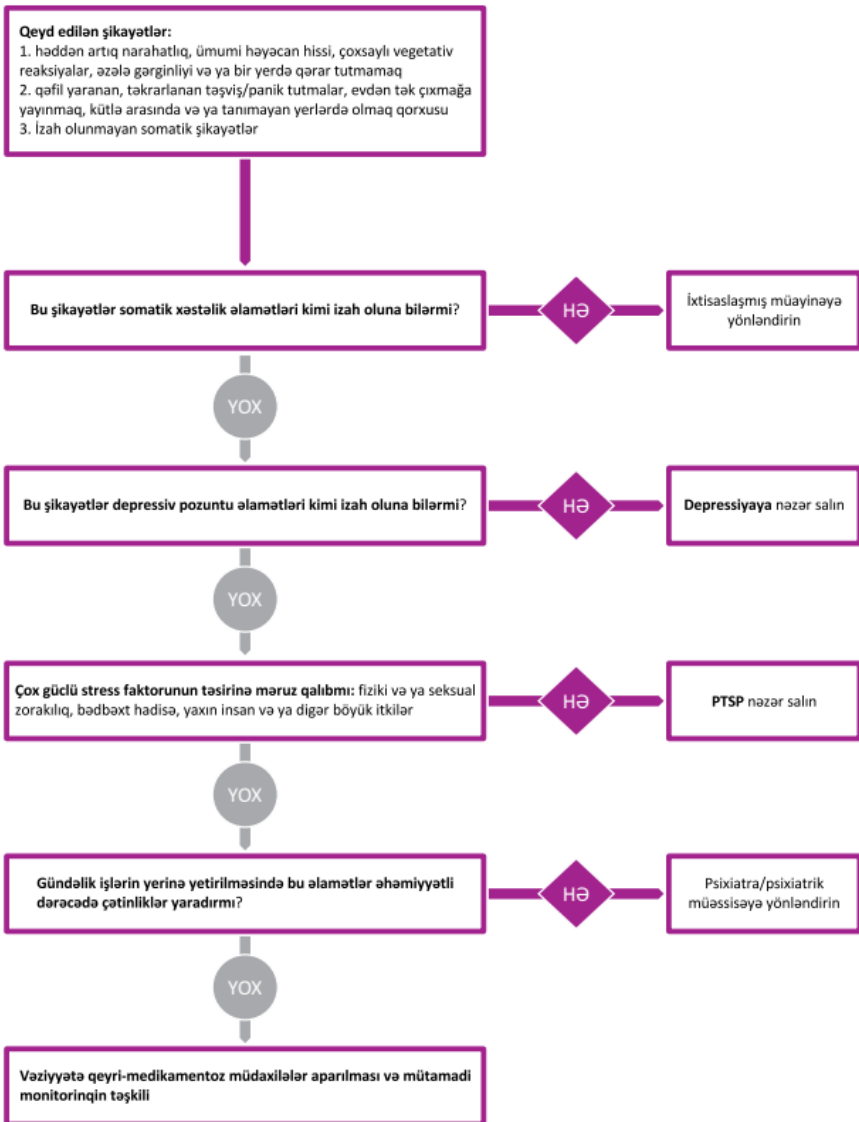 Qeyd edilən şikayətlər:
1. həddən artıq narahatlıq, ümumi həyəcan hissi, çoxsaylı vegetativ
reaksiyalar, əzələ gərginliyi və ya bir yerdə qərar tutmamaq
2. qəfil yaranan, təkrarlanan təşviş/panik tutmalar, evdən tək çıxmağa
yayınmaq, kütlə arasında və ya tanımayan yerlərdə olmaq qorxusu
3. İzah olunmayan somatik şikayətlər
Bu şikayətlər somatik xəstəlik əlamətləri kimi izah oluna bilərmi?
HƏ
İxtisaslaşmış müayinəyə
yönləndirin
YOX
Bu şikayətlər depressiv pozuntu əlamətləri kimi izah oluna bilərmi?
HƏ
Depressiyaya nəzər salın
YOX
Çox güclü stress faktorunun təsirinə məruz qalıbmı: fiziki və ya seksual
zorakılıq, bədbəxt hadisə, yaxın insan və ya digər böyük itkilər
HƏ
PTSP nəzər salın
YOX
Gündəlik işlərin yerinə yetirilməsində bu əlamətlər əhəmiyyətli
dərəcədə çətinliklər yaradırmı?
HƏ
Psixiatra/psixiatrik
müəssisəyə yönləndirin
YOX
Vəziyyətə qeyri-medikamentoz müdaxilələr aparılması və mütamadi
monitorinqin təşkili